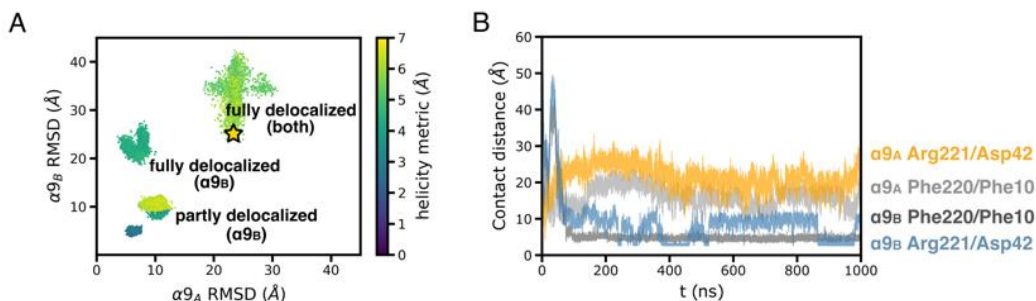 A
α9B RMSD (Å)
40
30
20
10
0
10
20
30
40
α9A RMSD (Å)
fully delocalized
(both)
fully delocalized
(α9B)
partly delocalized
(α9B)
7
6
5
4
3
2
1
0
helicity metric (Å)
B
Contact distance (Å)
60
50
40
30
20
10
0
0
200
400
600
800
1000
t (ns)
α9A Arg221/Asp42
α9A Phe220/Phe10
α9B Phe220/Phe10
α9B Arg221/Asp42